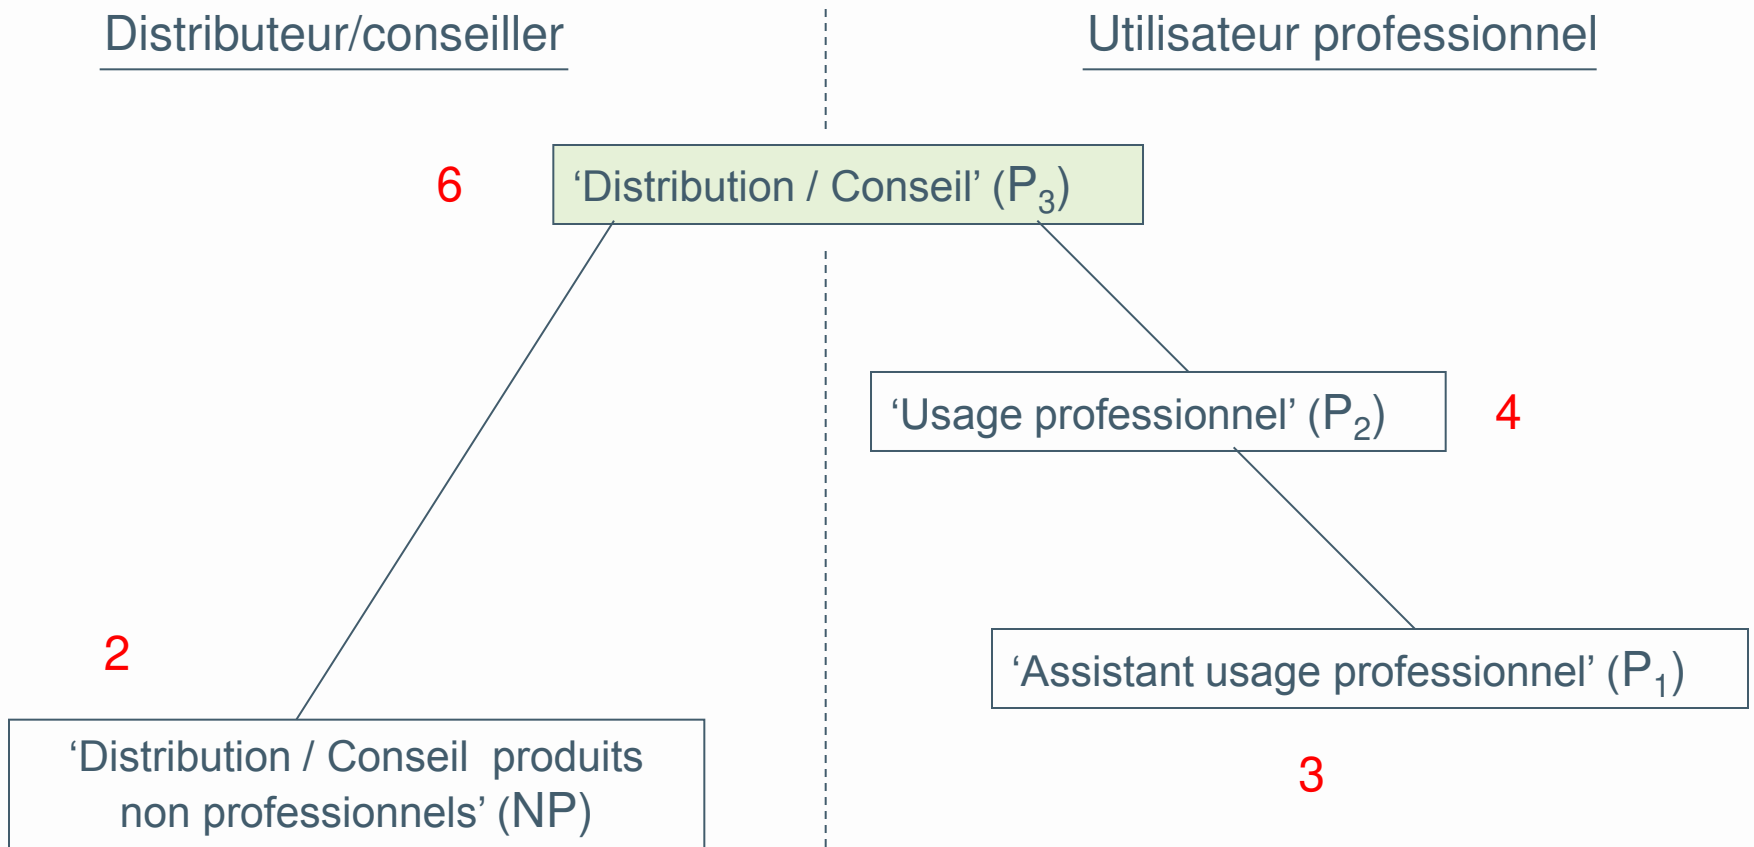 Distributeur/conseiller
Utilisateur professionnel
6
‘Distribution / Conseil’ (P3)
‘Usage professionnel’ (P2)
4
2
‘Assistant usage professionnel’ (P1)
‘Distribution / Conseil produits
non professionnels’ (NP)
3